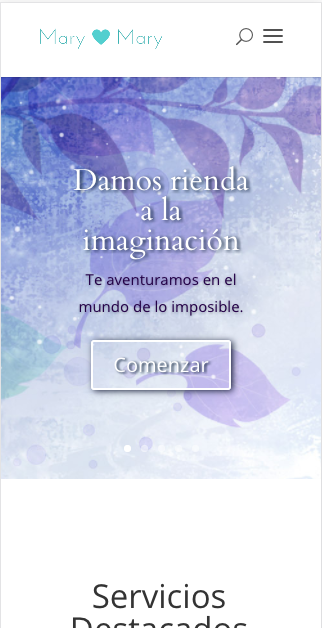 Mary Mary
Damos rienda
a la
imaginación
Te aventuramos en el
mundo de lo imposible.
Comenzar
Servicios
Destacados